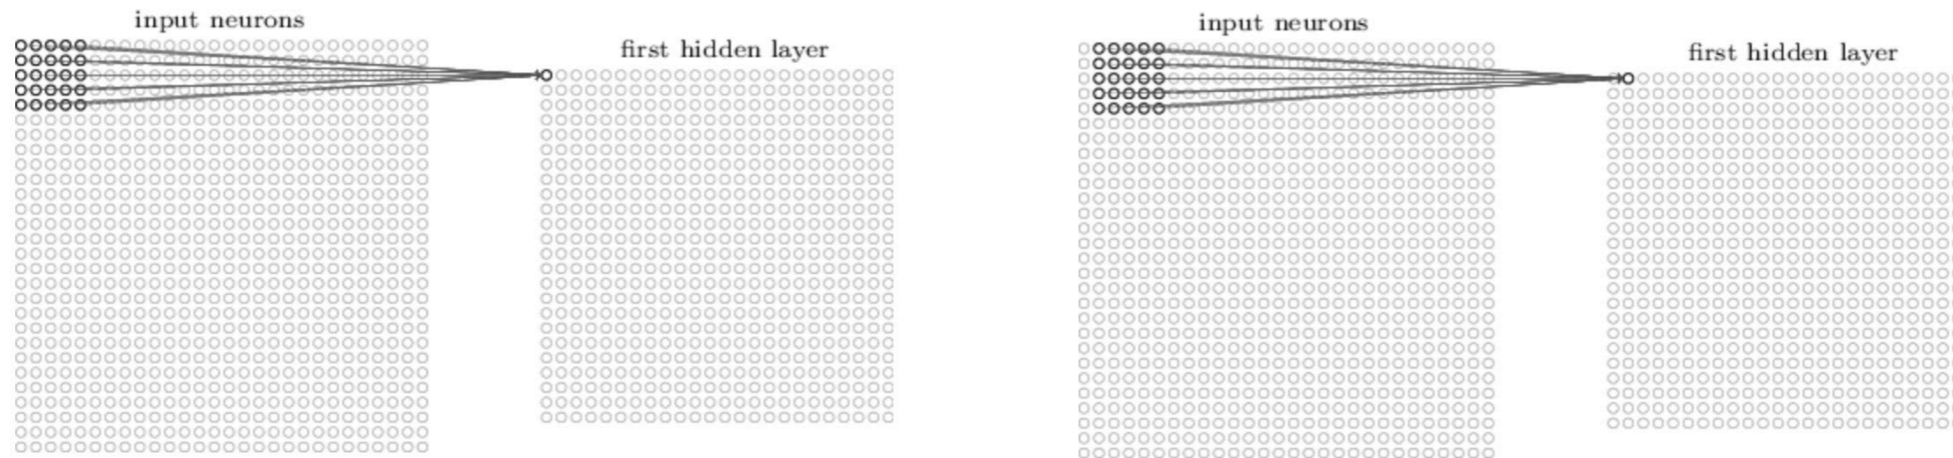 input neurons
first hidden layer
input neurons
first hidden layer